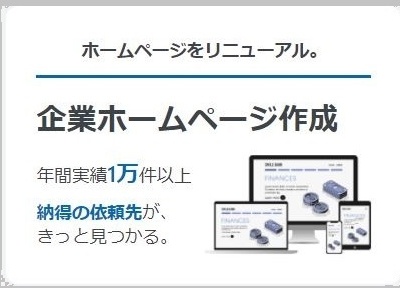 ホームページをリニューアル。
企業ホームページ作成
年間実績1万件以上
納得の依頼先が、
きっと見つかる。
FINANCES
FINANCES